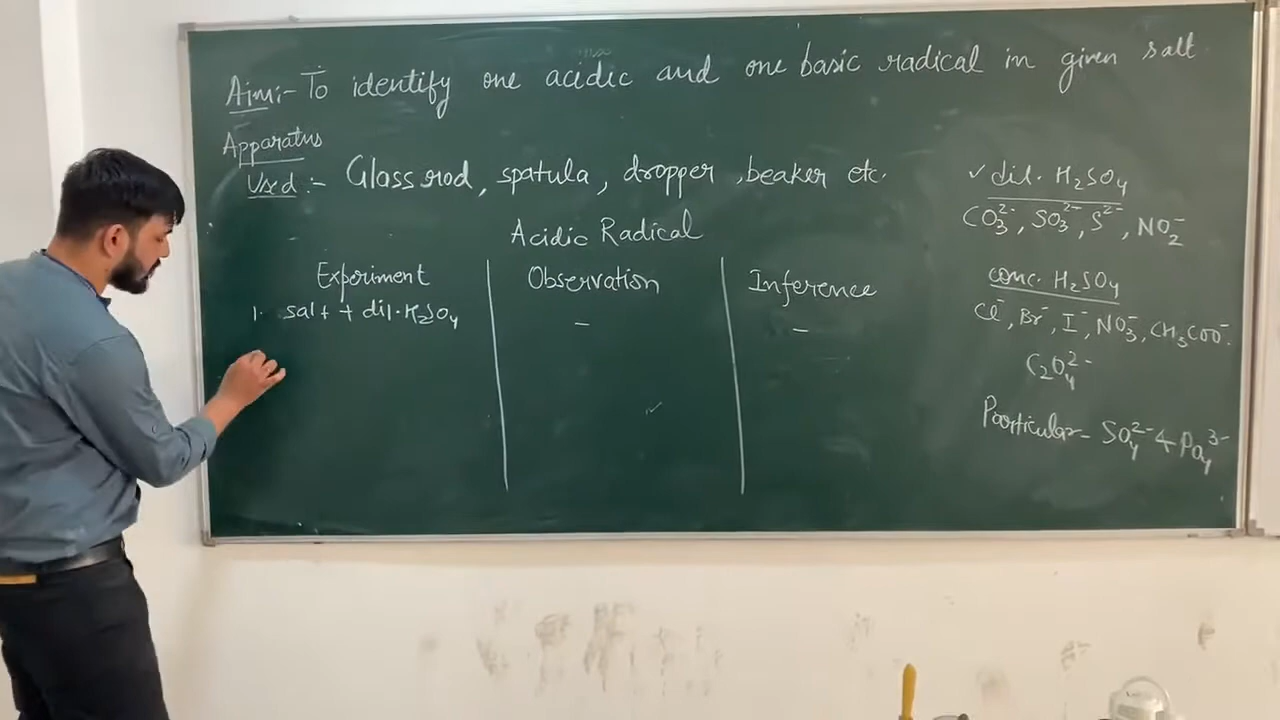 Aim:- To identify one acidic and one basic radical in given salt
Apparatus
Used :- Glass rod, spatula, dropper, beaker etc.
Acidic Radical
Experiment Observation Inference
1. salt + dil. H₂SO₄ – –
✓ dil. H₂SO₄
CO₃²⁻, SO₃²⁻, S²⁻, NO₂⁻
conc. H₂SO₄
Cl⁻, Br⁻, I⁻, NO₃⁻, CH₃COO⁻
C₂O₄²⁻
Particular – SO₄²⁻ & PO₄³⁻